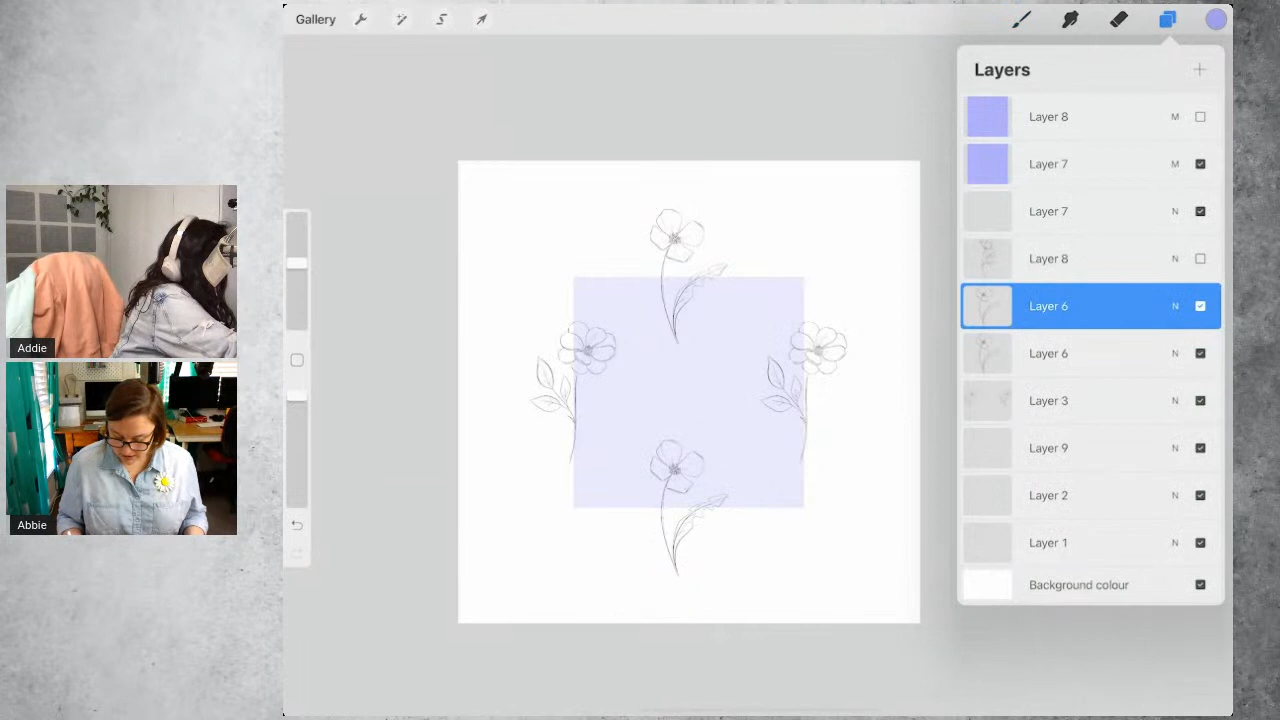 Gallery
Layers
Layer 8 M
Layer 7 M
Layer 7 N
Layer 8 N
Layer 6 N
Layer 6 N
Layer 3 N
Layer 9 N
Layer 2 N
Layer 1 N
Background colour
Addie
Abbie